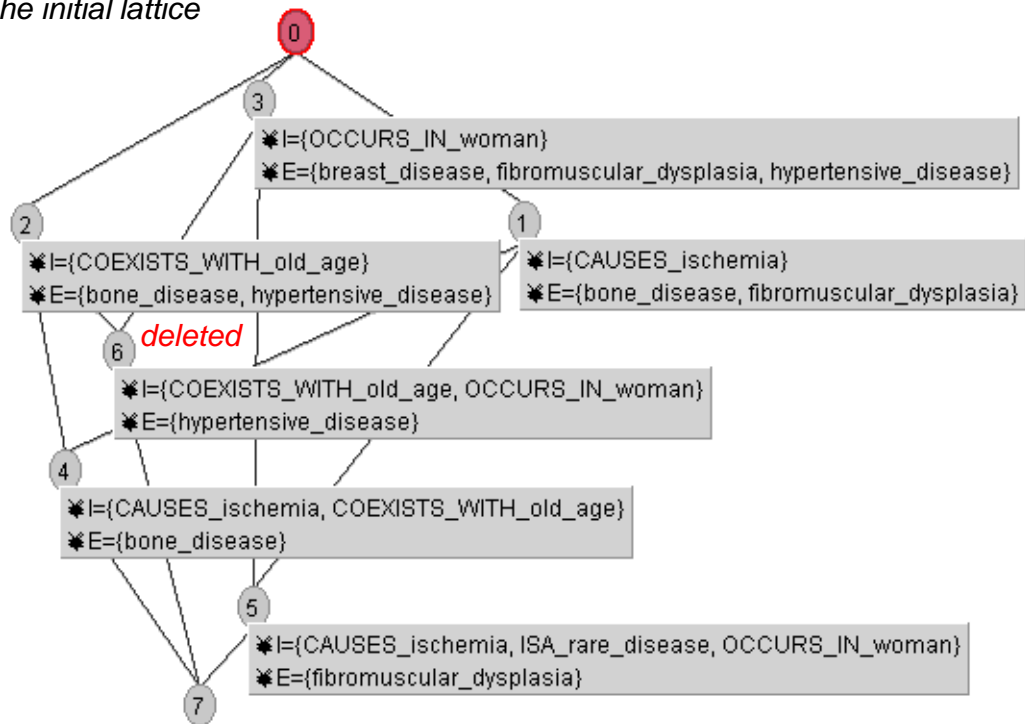 he initial lattice
0
3
I={OCCURS_IN_woman}
E={breast_disease, fibromuscular_dysplasia, hypertensive_disease}
2
1
I={COEXISTS_WITH_old_age}
E={bone_disease, hypertensive_disease}
I={CAUSES_ischemia}
E={bone_disease, fibromuscular_dysplasia}
6
deleted
I={COEXISTS_WITH_old_age, OCCURS_IN_woman}
E={hypertensive_disease}
4
I={CAUSES_ischemia, COEXISTS_WITH_old_age}
E={bone_disease}
5
I={CAUSES_ischemia, ISA_rare_disease, OCCURS_IN_woman}
E={fibromuscular_dysplasia}
7